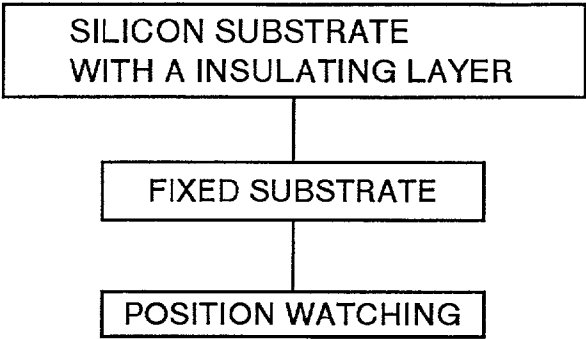 SILICON SUBSTRATE
WITH A INSULATING LAYER
FIXED SUBSTRATE
POSITION WATCHING